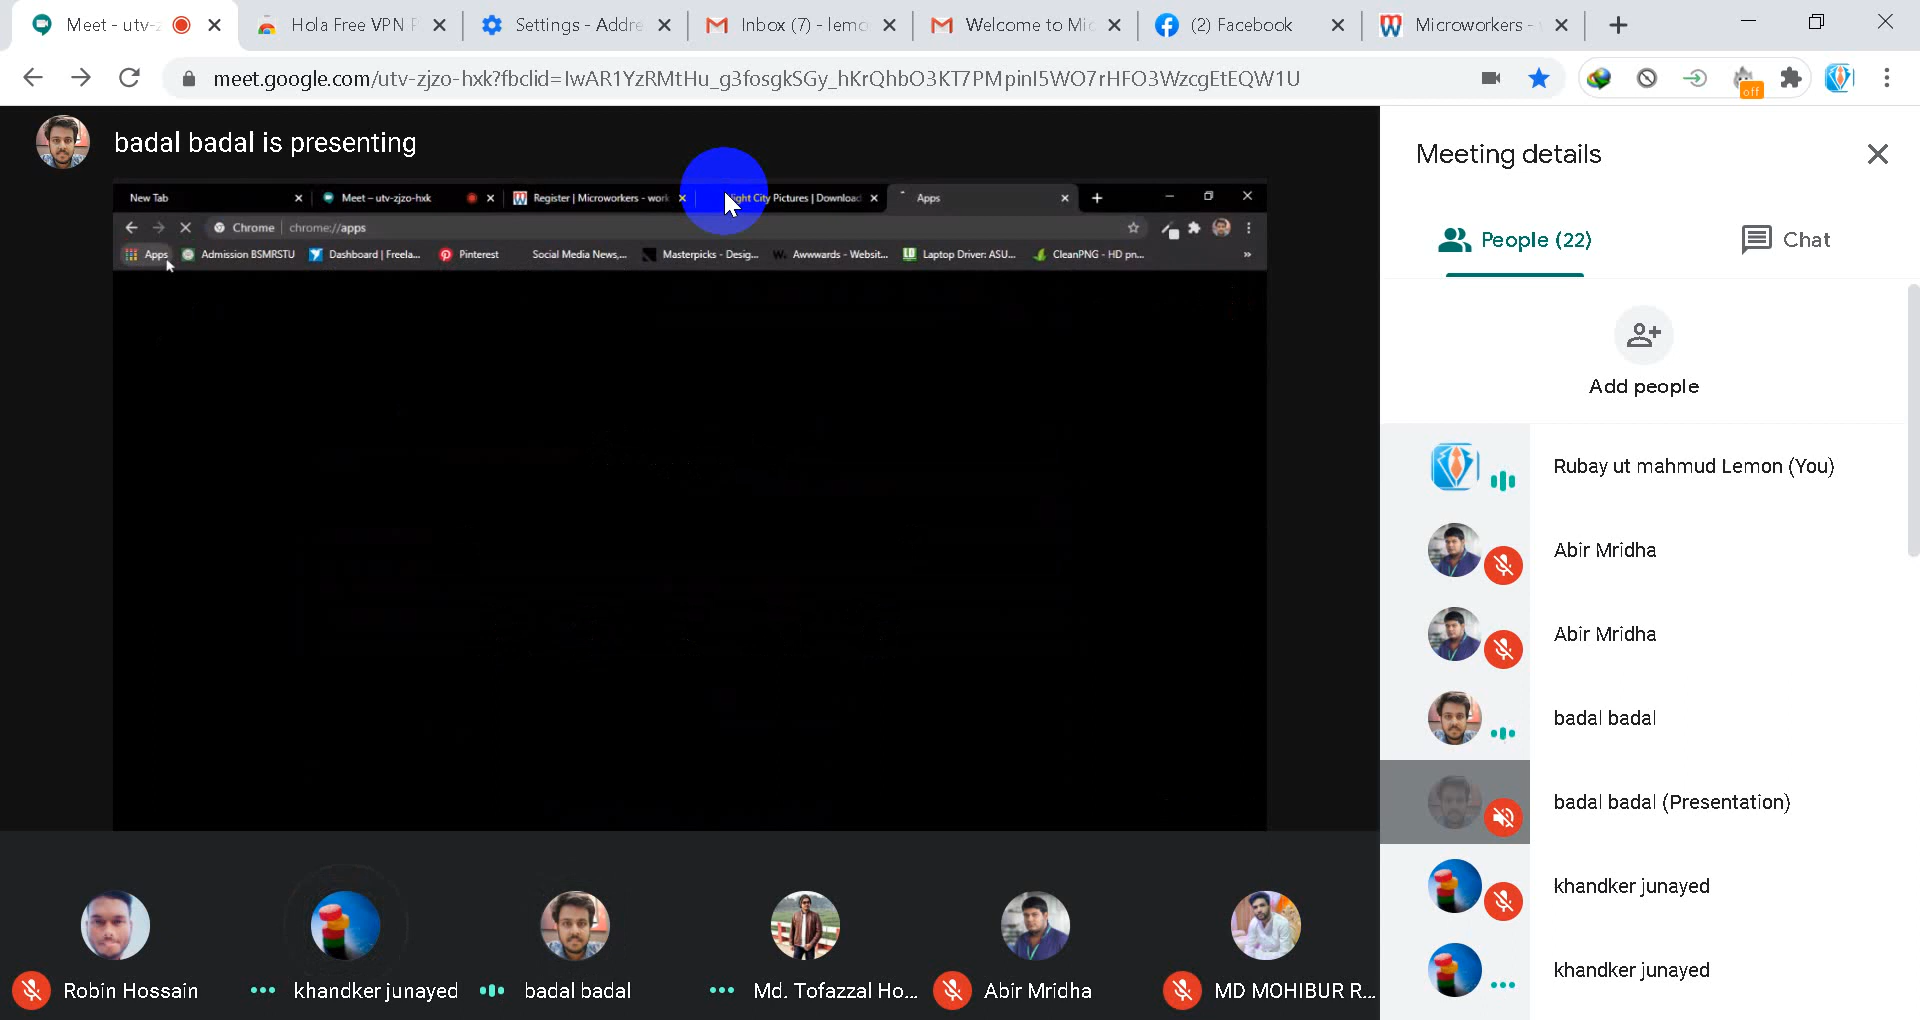 Meet - utv-z
Hola Free VPN P
Settings - Addre
Inbox (7) - lemo
Welcome to Mic
(2) Facebook
Microworkers -
meet.google.com/utv-zjzo-hxk?fbclid=IwAR1YzRMtHu_g3fosgkSGy_hKrQhbO3KT7PMpinI5WO7rHFO3WzcgEtEQW1U
off
badal badal is presenting
New Tab
Meet – utv-zjzo-hxk
Register | Microworkers - work
light City Pictures | Download
Apps
Chrome
chrome://apps
Apps
Admission BSMRSTU
Dashboard | Freela...
Pinterest
Social Media News,...
Masterpicks - Desig...
Awwwards - Websit...
Laptop Driver: ASU...
CleanPNG - HD pn...
Meeting details
People (22)
Chat
Add people
Rubay ut mahmud Lemon (You)
Abir Mridha
Abir Mridha
badal badal
badal badal (Presentation)
khandker junayed
khandker junayed
Robin Hossain
khandker junayed
badal badal
Md. Tofazzal Ho...
Abir Mridha
MD MOHIBUR R...